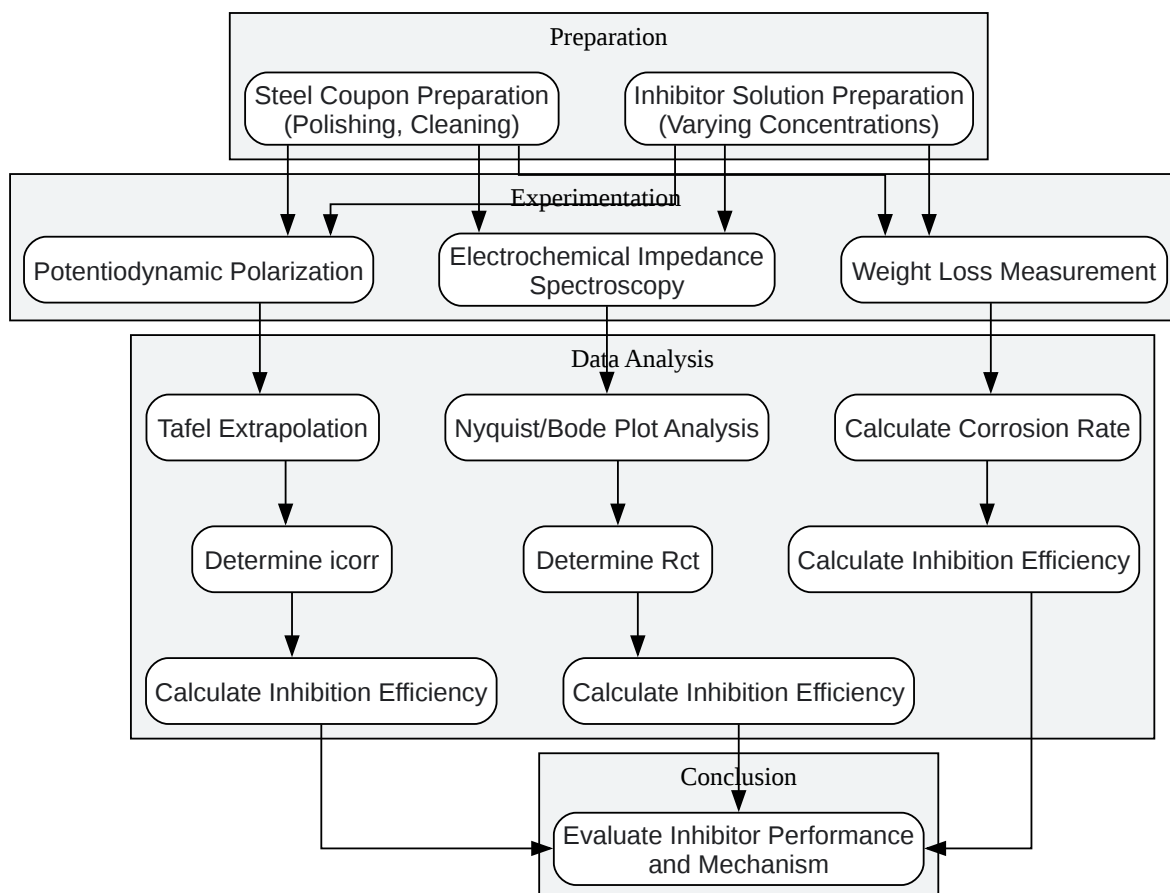 Preparation
Steel Coupon Preparation
(Polishing, Cleaning)
Inhibitor Solution Preparation
(Varying Concentrations)
Experimentation
Potentiodynamic Polarization
Electrochemical Impedance
Spectroscopy
Weight Loss Measurement
Data Analysis
Tafel Extrapolation
Nyquist/Bode Plot Analysis
Calculate Corrosion Rate
Determine icorr
Determine Rct
Calculate Inhibition Efficiency
Calculate Inhibition Efficiency
Calculate Inhibition Efficiency
Conclusion
Evaluate Inhibitor Performance
and Mechanism